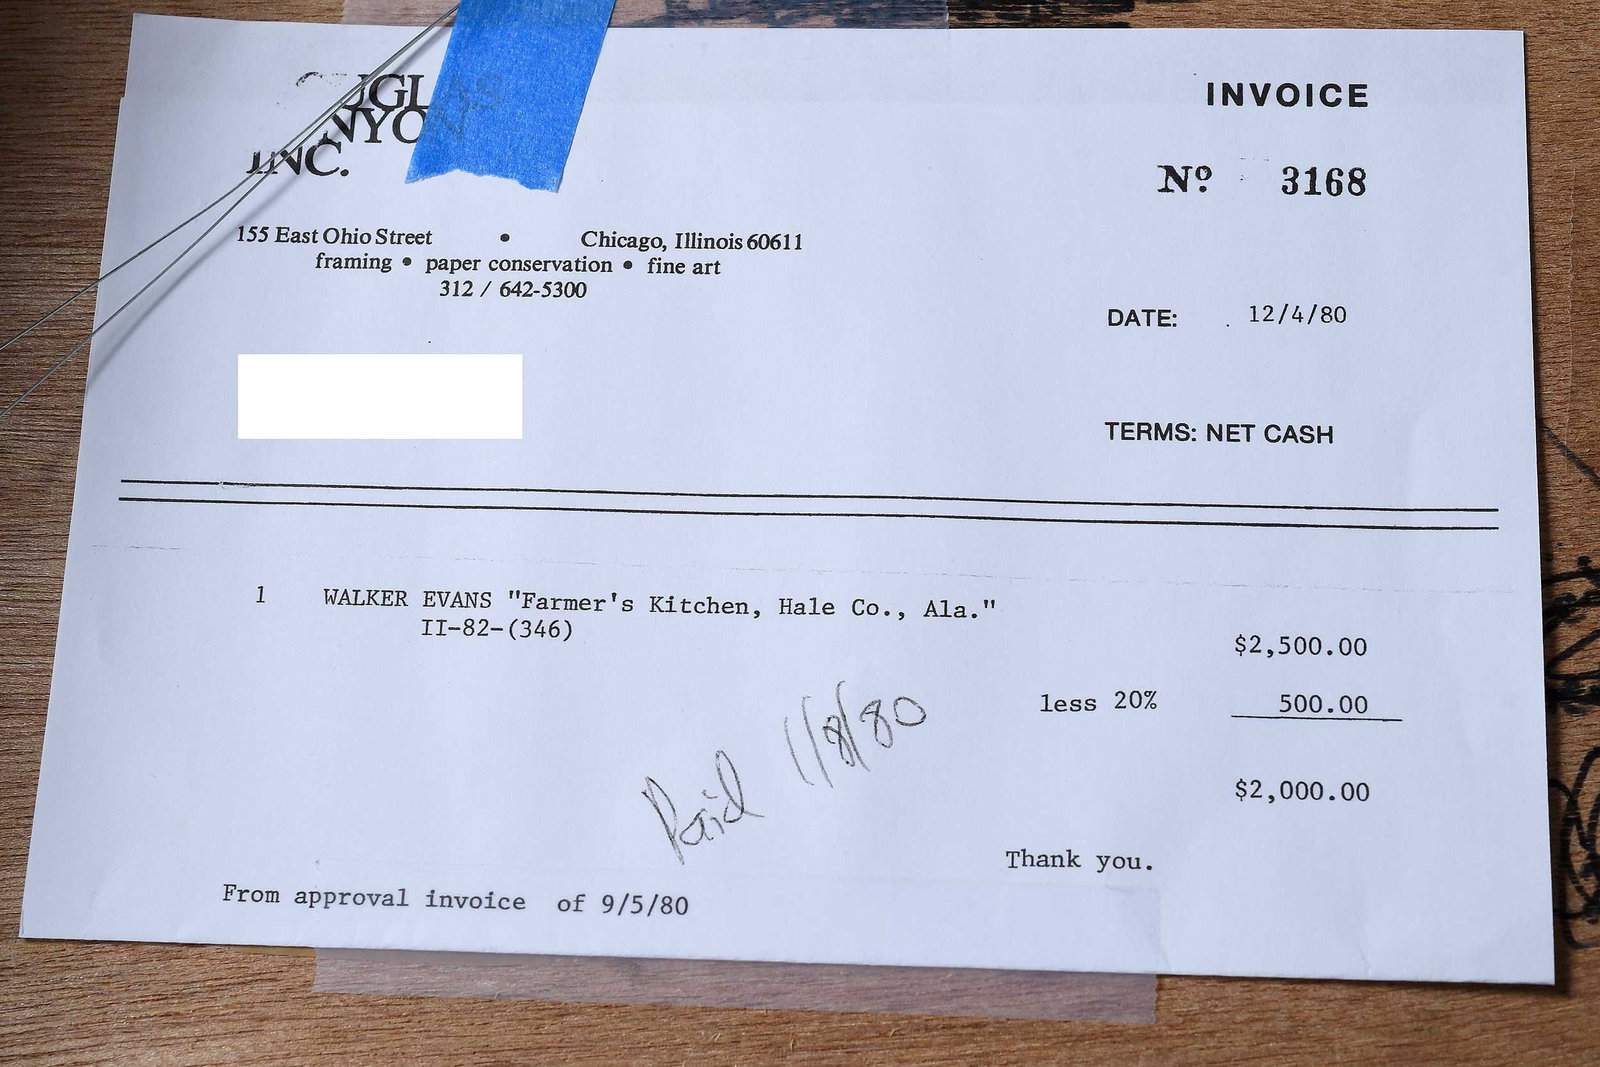 INC.
155 East Ohio Street • Chicago, Illinois 60611
framing • paper conservation • fine art
312 / 642-5300
INVOICE
Nº 3168
DATE: 12/4/80
TERMS: NET CASH
1 WALKER EVANS "Farmer's Kitchen, Hale Co., Ala."
II-82-(346)
$2,500.00
less 20% 500.00
$2,000.00
Paid 1/8/80
Thank you.
From approval invoice of 9/5/80